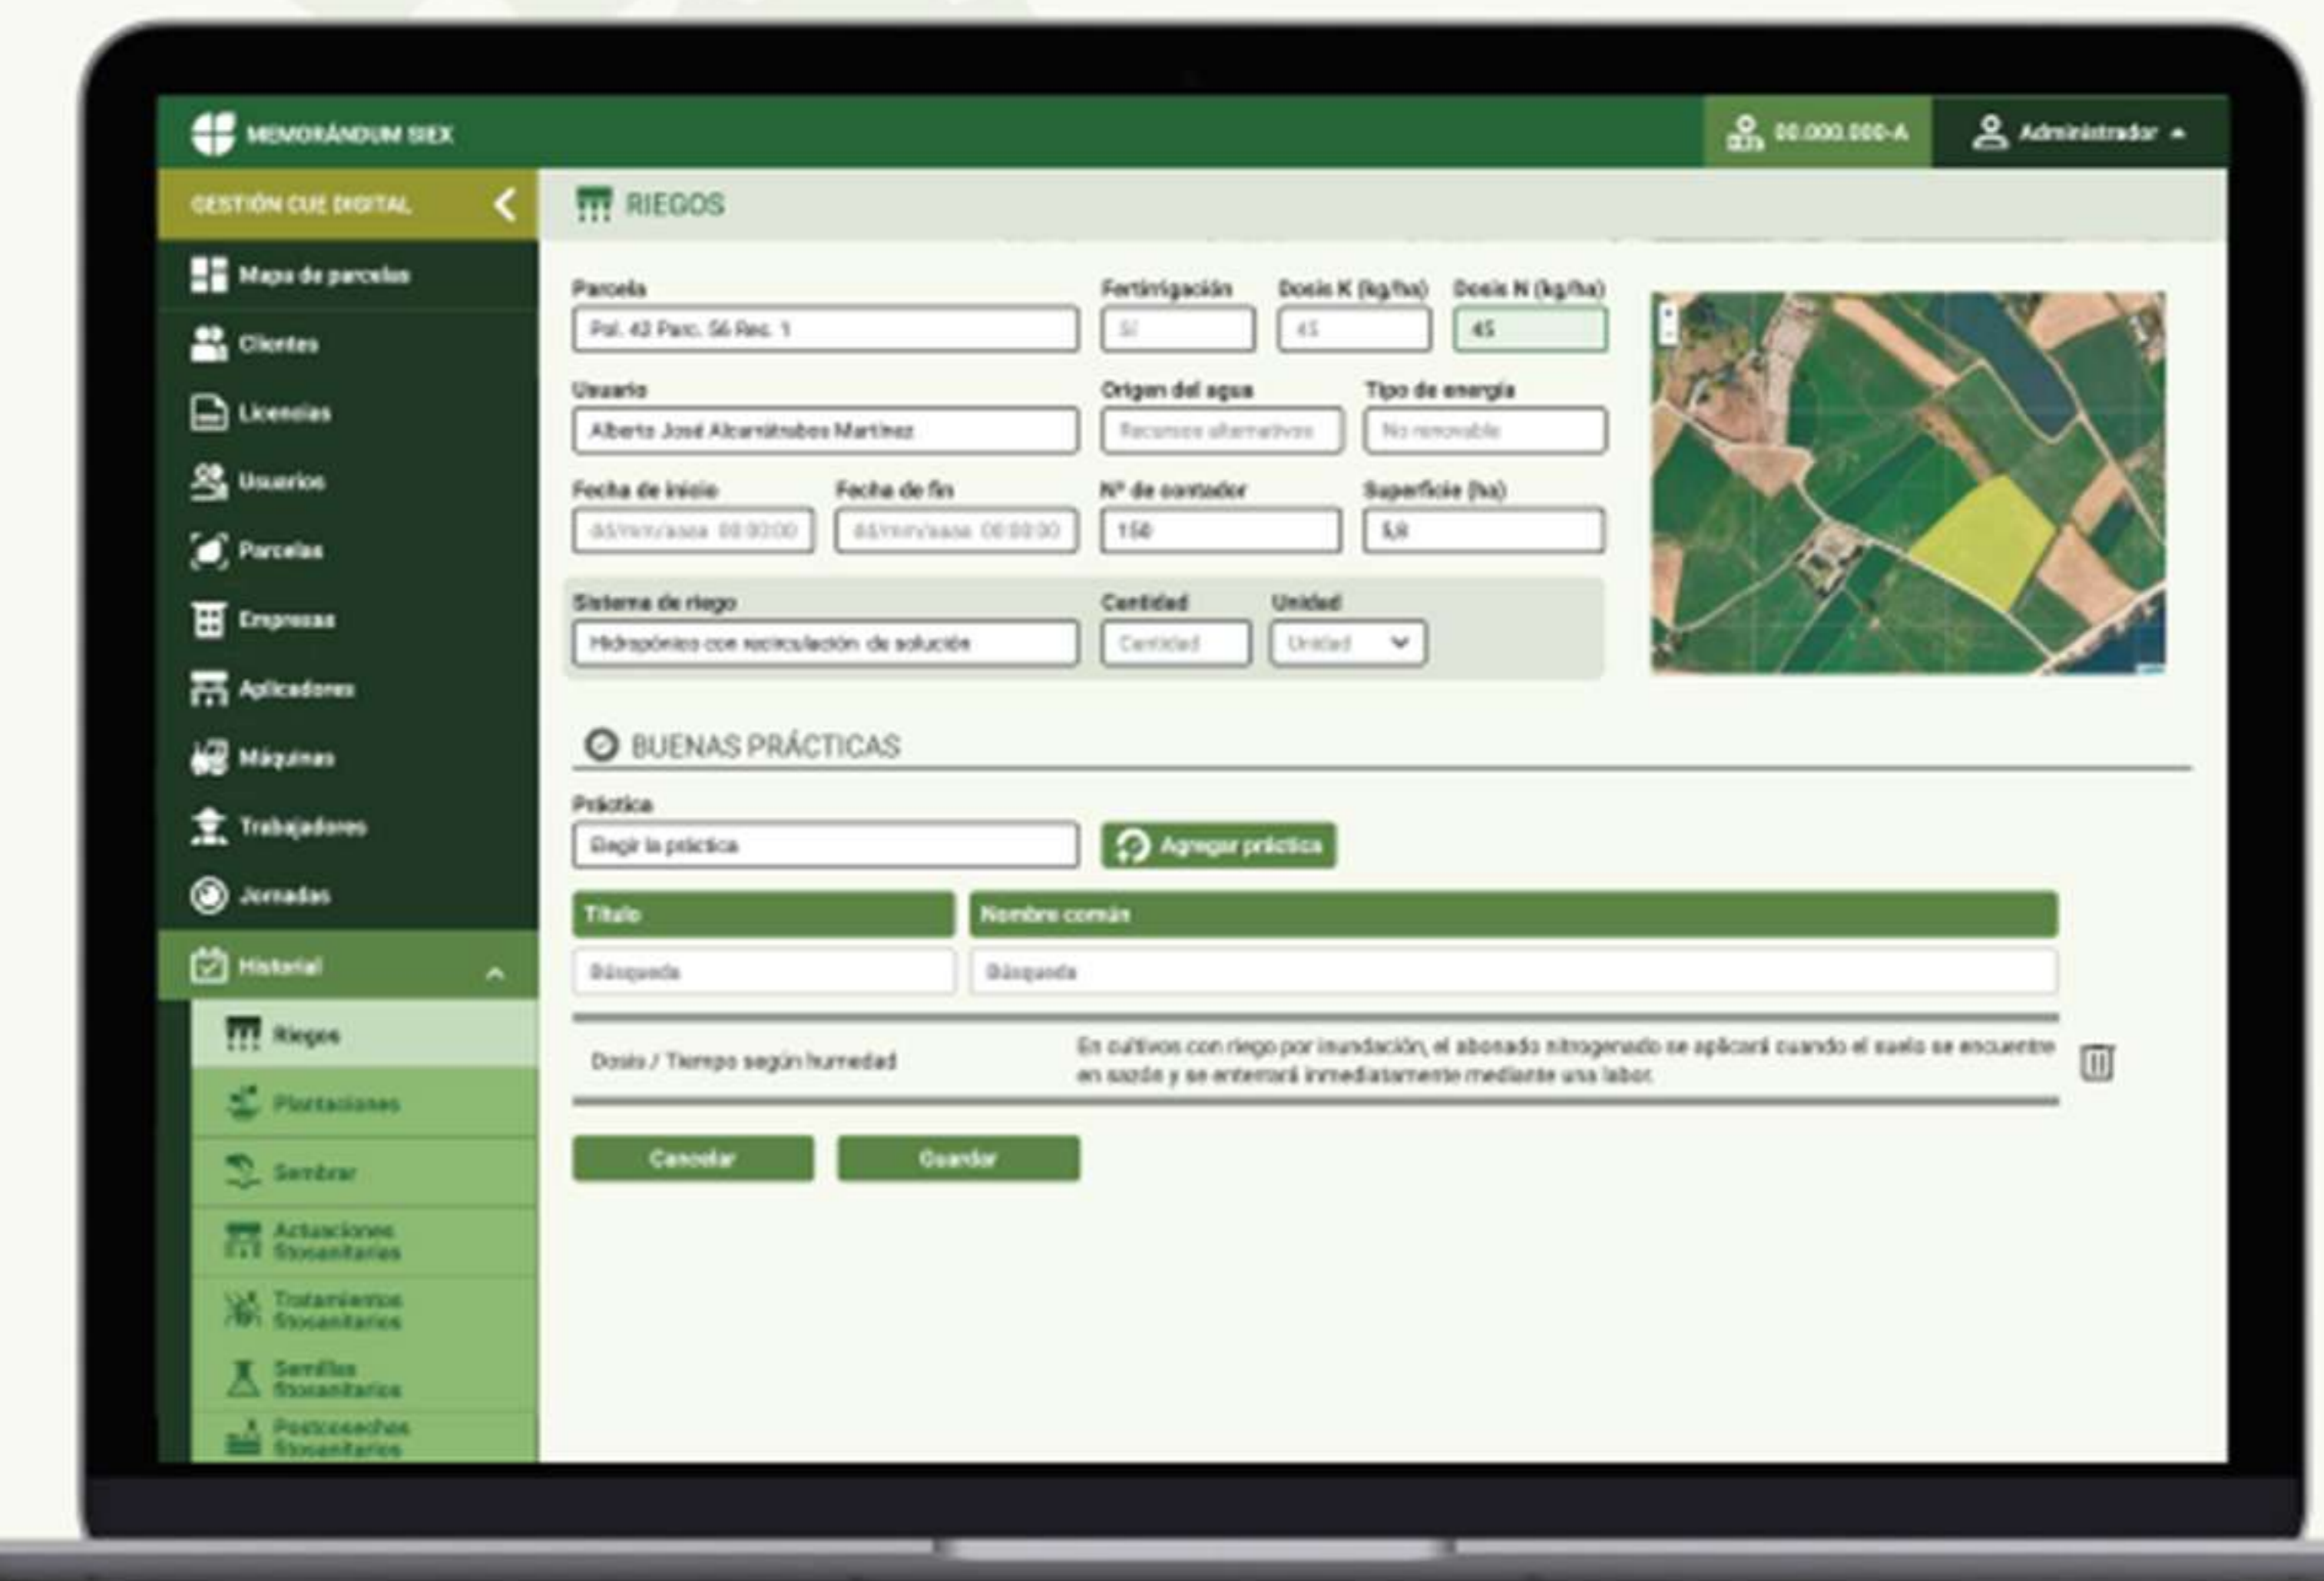 MEMORÁNDUM SIEX
00.000.000-A
Administrador
GESTIÓN CUE DIGITAL
RIEGOS
Mapa de parcelas
Clientes
Licencias
Usuarios
Parcelas
Empresas
Aplicadores
Máquinas
Trabajadores
Jornadas
Historial
Riegos
Plantaciones
Sembrar
Actuaciones
fitosanitarias
Tratamientos
fitosanitarios
Semillas
fitosanitarios
Postcosechas
fitosanitarios
Parcela
Fertirrigación
Dosis K (kg/ha)
Dosis N (kg/ha)
Pol. 43 Parc. 56 Rec. 1
Sí
45
45
Usuario
Origen del agua
Tipo de energía
Alberto José Martínez
Recursos alternativos
No renovable
Fecha de inicio
Fecha de fin
Nº de contador
Superficie (ha)
dd/mm/aaaa 00:00:00
dd/mm/aaaa 00:00:00
150
5,8
Sistema de riego
Cantidad
Unidad
Hidropónico con recirculación de solución
Cantidad
Unidad
BUENAS PRÁCTICAS
Práctica
Elegir la práctica
Agregar práctica
Título
Nombre común
Búsqueda
Búsqueda
Dosis / Tiempo según humedad
En cultivos con riego por inundación, el abonado nitrogenado se aplicará cuando el suelo se encuentre
en sazón y se enterrará inmediatamente mediante una labor.
Cancelar
Guardar